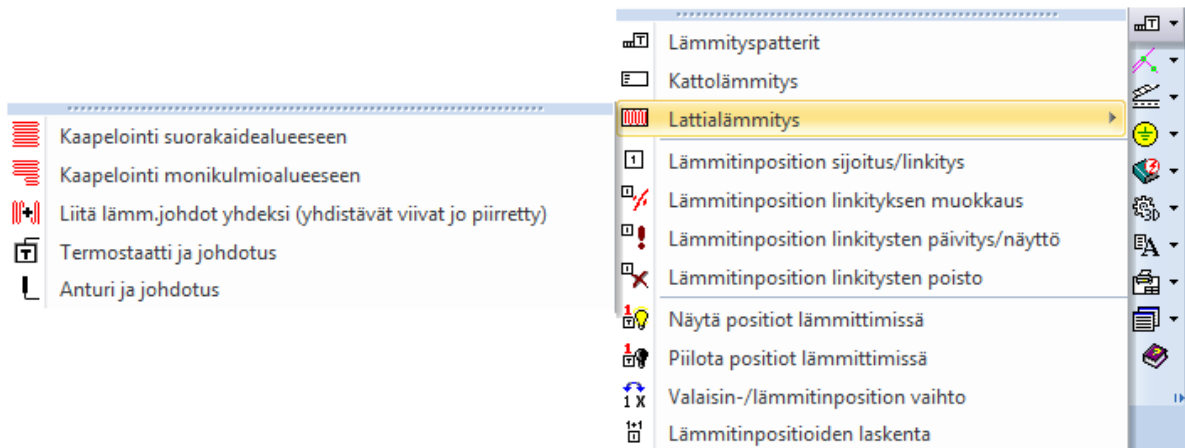 Lämmityspatterit
Kattolämmitys
Lattialämmitys
Lämmitinposition sijoitus/linkitys
Lämmitinposition linkityksen muokkaus
Lämmitinposition linkitysten päivitys/näyttö
Lämmitinposition linkitysten poisto
Näytä positiot lämmittimissä
Piilota positiot lämmittimissä
Valaisin-/lämmitinposition vaihto
Lämmitinpositioiden laskenta
Kaapelointi suorakaidealueeseen
Kaapelointi monikulmioalueeseen
Liitä lämm.johdot yhdeksi (yhdistävät viivat jo piirretty)
Termostaatti ja johdotus
Anturi ja johdotus